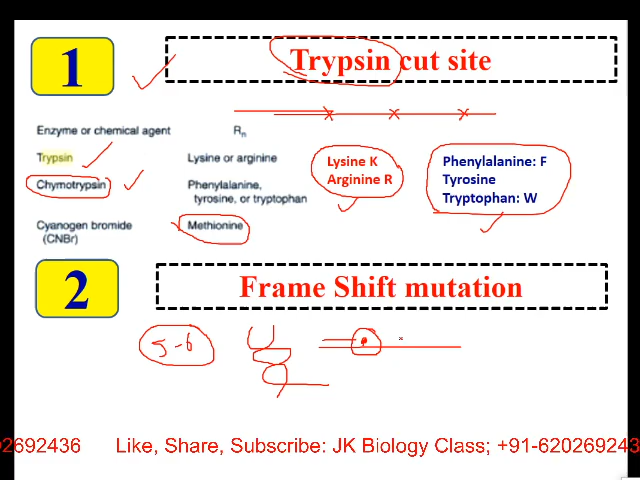 1
Trypsin cut site
Enzyme or chemical agent Rn
Trypsin Lysine or arginine
Chymotrypsin Phenylalanine,
tyrosine, or tryptophan
Cyanogen bromide Methionine
(CNBr)
Lysine K
Arginine R
Phenylalanine: F
Tyrosine
Tryptophan: W
2
Frame Shift mutation
5-6
2692436 Like, Share, Subscribe: JK Biology Class; +91-620269243